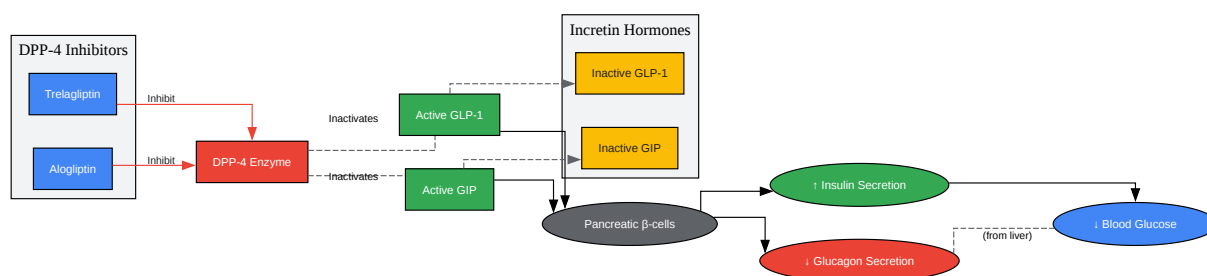 DPP-4 Inhibitors
Trelagliptin
Alogliptin
Inhibit
Inhibit
DPP-4 Enzyme
Inactivates
Inactivates
Active GLP-1
Active GIP
Incretin Hormones
Inactive GLP-1
Inactive GIP
Pancreatic β-cells
↑ Insulin Secretion
↓ Glucagon Secretion
(from liver)
↓ Blood Glucose